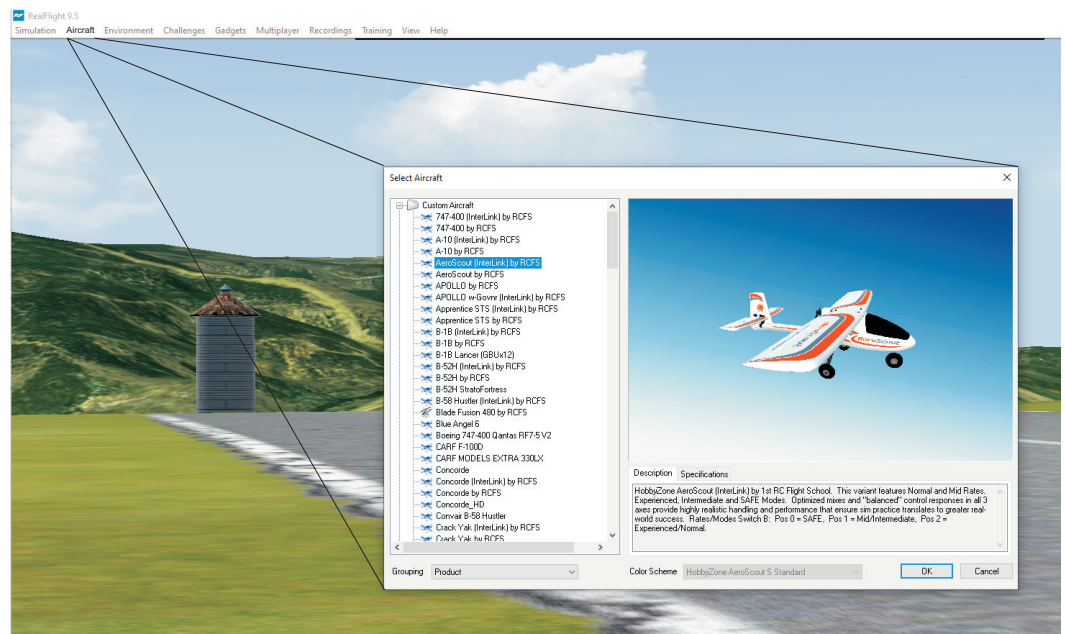 RealFlight 9.5
Simulation Aircraft Environment Challenges Gadgets Multiplayer Recordings Training View Help
Select Aircraft
Custom Aircraft
747-400 (InterLink) by RCFS
747-400 by RCFS
A-10 (InterLink) by RCFS
A-10 by RCFS
AeroScout (InterLink) by RCFS
AeroScout by RCFS
APOLLO by RCFS
APOLLO w-Govnr (InterLink) by RCFS
Apprentice STS (InterLink) by RCFS
Apprentice STS by RCFS
B-1B (InterLink) by RCFS
B-1B by RCFS
B-1B Lancer (GBUx12)
B-52H (InterLink) by RCFS
B-52H by RCFS
B-52H StratoFortress
B-58 Hustler (InterLink) by RCFS
Blade Fusion 480 by RCFS
Blue Angel 6
Boeing 747-400 Qantas RF7-5 V2
CARF F-100D
CARF MODELS EXTRA 330LX
Concorde
Concorde (InterLink) by RCFS
Concorde by RCFS
Concorde_HD
Convair B-58 Hustler
Crack Yak (InterLink) by RCFS
Crack Yak by RCFS
AeroScout
Description Specifications
HobbyZone AeroScout (InterLink) by 1st RC Flight School. This variant features Normal and Mid Rates.
Experienced, Intermediate and SAFE Modes. Optimized mixes and "balanced" control responses in all 3
axes provide highly realistic handling and performance that ensure sim practice translates to greater real-
world success. Rates/Modes Switch B: Pos 0 = SAFE, Pos 1 = Mid/Intermediate, Pos 2 =
Experienced/Normal.
Grouping Product
Color Scheme HobbyZone AeroScout S Standard
OK Cancel